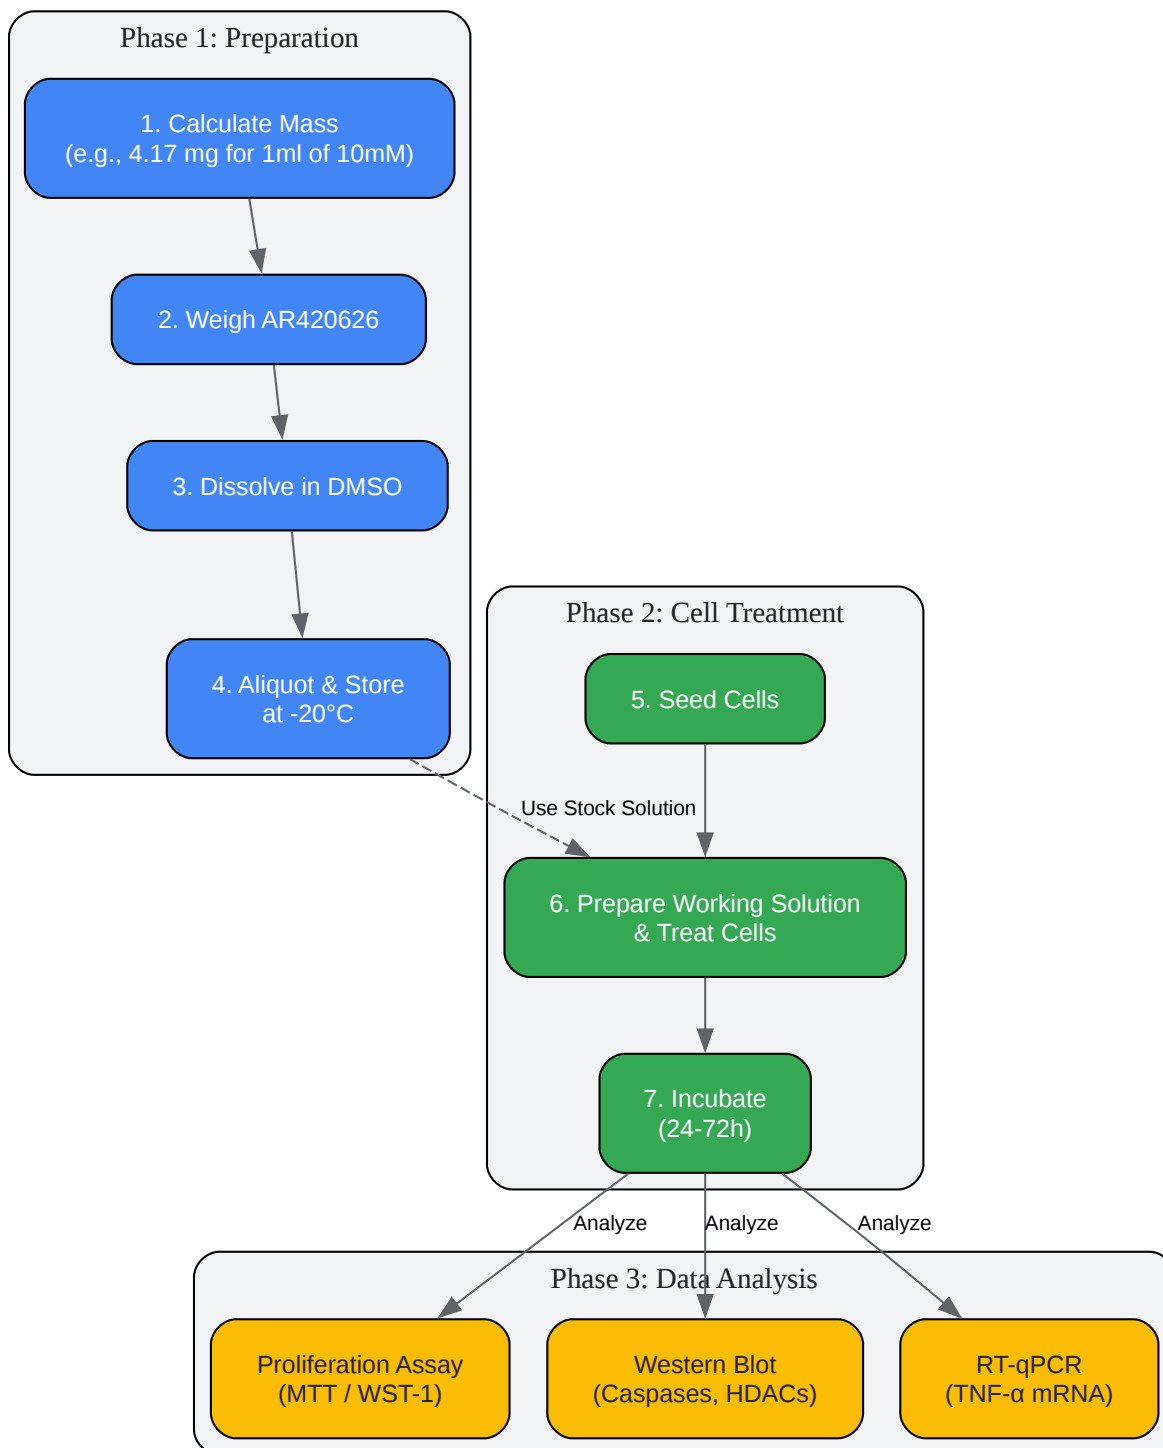 Phase 1: Preparation
1. Calculate Mass
(e.g., 4.17 mg for 1ml of 10mM)
2. Weigh AR420626
3. Dissolve in DMSO
4. Aliquot & Store
at -20°C
Phase 2: Cell Treatment
5. Seed Cells
Use Stock Solution
6. Prepare Working Solution
& Treat Cells
7. Incubate
(24-72h)
Analyze
Analyze
Analyze
Phase 3: Data Analysis
Proliferation Assay
(MTT / WST-1)
Western Blot
(Caspases, HDACs)
RT-qPCR
(TNF-α mRNA)